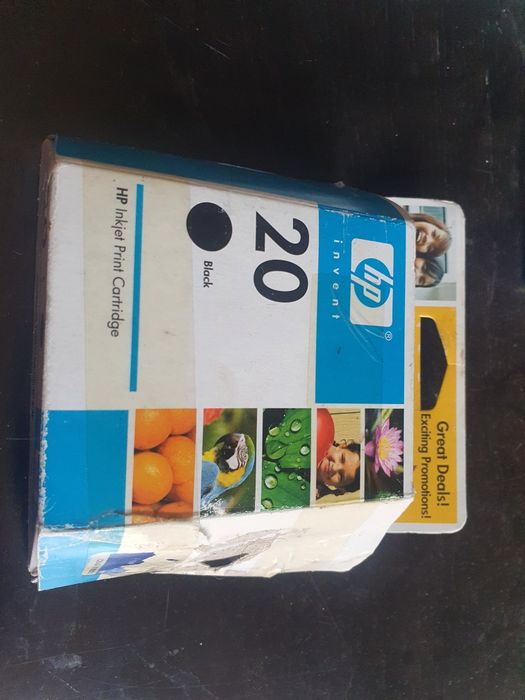 Great Deals!
Exciting Promotions!
hp
®
invent
20
Black
HP Inkjet Print Cartridge